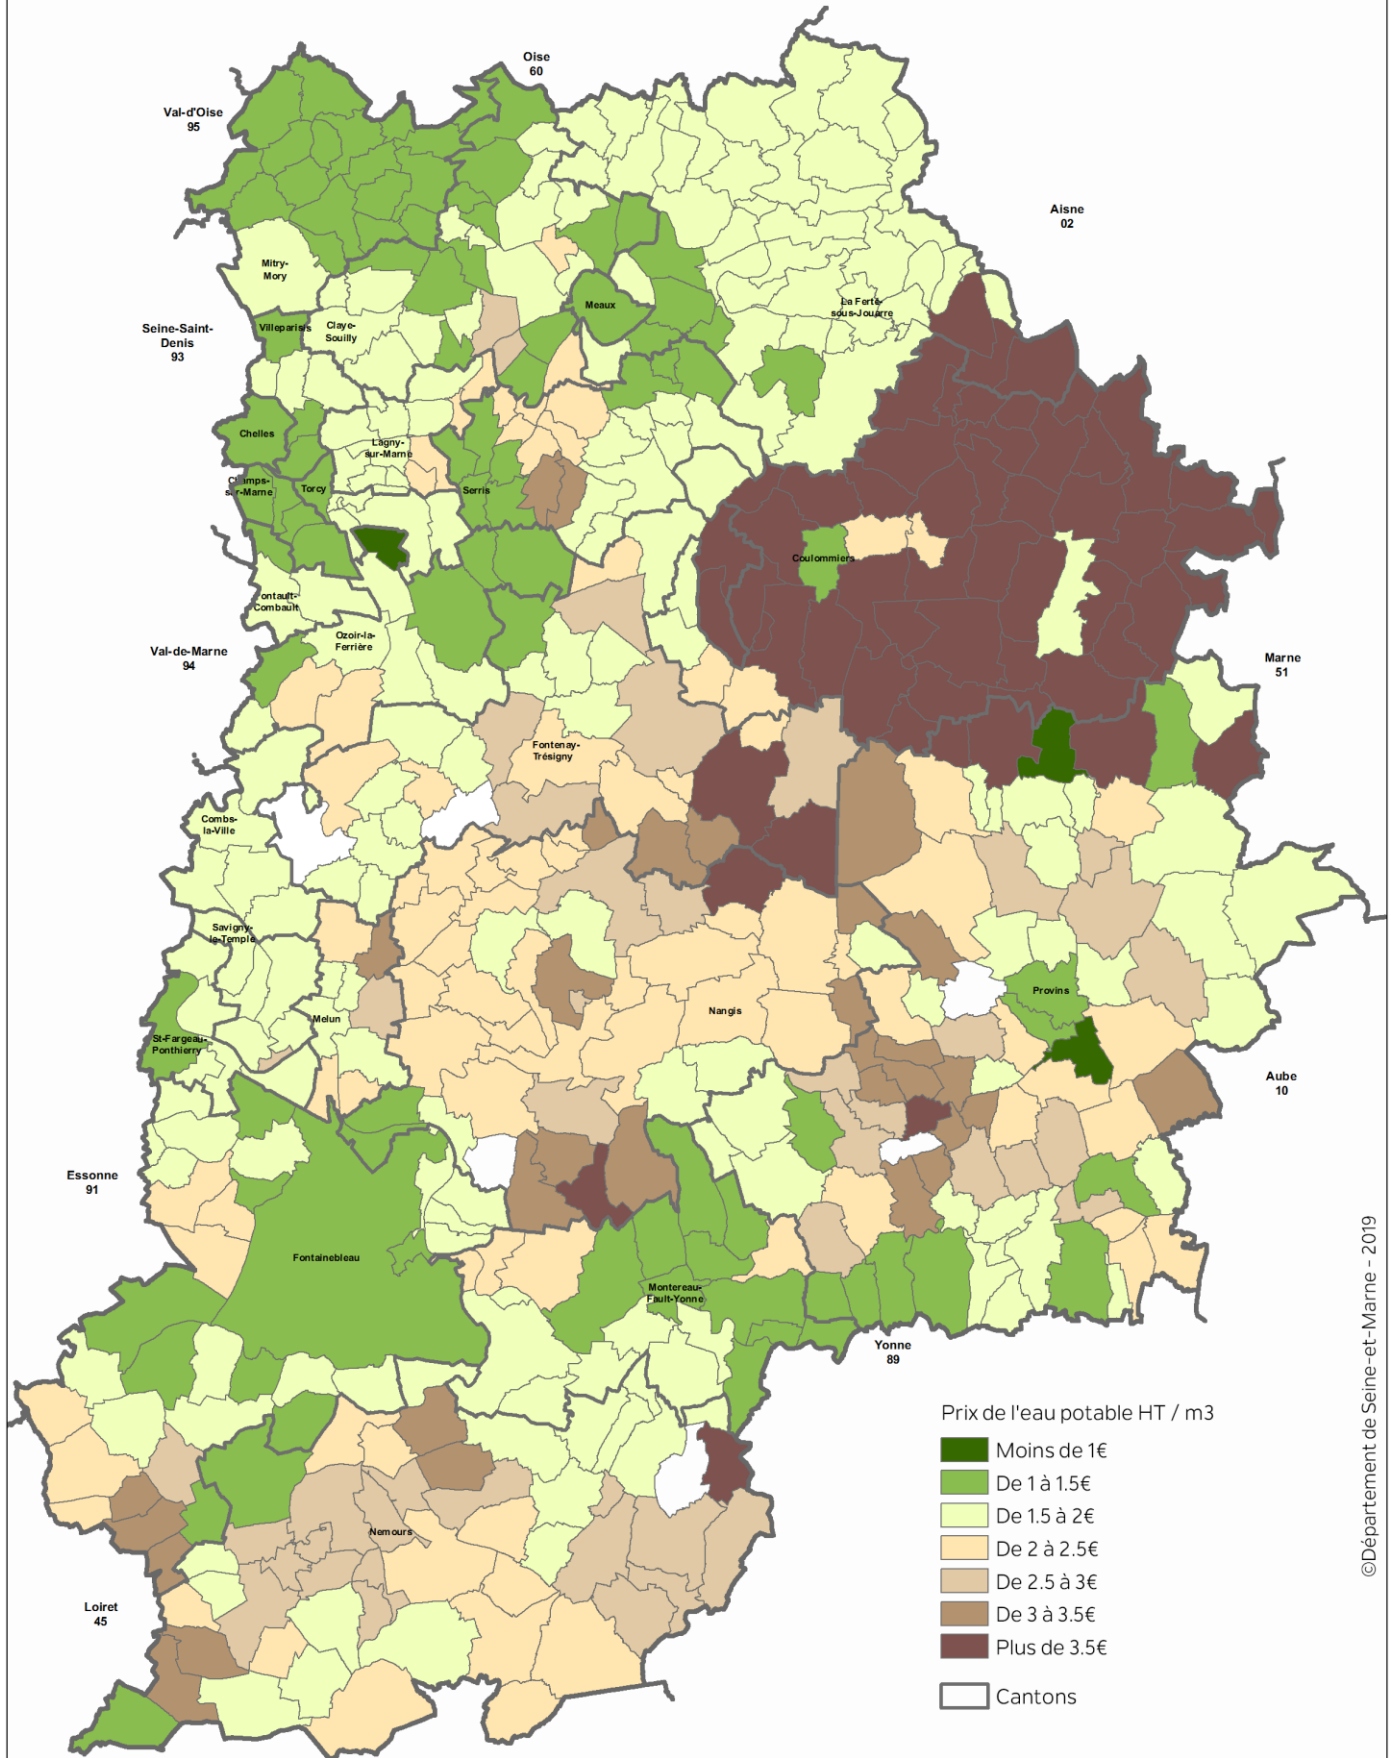 Oise
60
Val-d'Oise
95
Aisne
02
Mitry-
Mory
Meaux
La Ferté-
sous-Jouarre
Seine-Saint-
Denis
93
Villeparisis
Claye-
Souilly
Chelles
Lagny-
sur-Marne
Champs-
sur-Marne
Torcy
Serris
Coulommiers
Pontault-
Combault
Ozoir-la-
Ferrière
Val-de-Marne
94
Marne
51
Fontenay-
Trésigny
Combs-
la-Ville
Savigny-
le-Temple
Melun
Nangis
Provins
St-Fargeau-
Ponthierry
Aube
10
Essonne
91
Fontainebleau
Montereau-
Fault-Yonne
Yonne
89
Nemours
Loiret
45
Prix de l'eau potable HT / m3
Moins de 1€
De 1 à 1.5€
De 1.5 à 2€
De 2 à 2.5€
De 2.5 à 3€
De 3 à 3.5€
Plus de 3.5€
Cantons
©Département de Seine-et-Marne - 2019